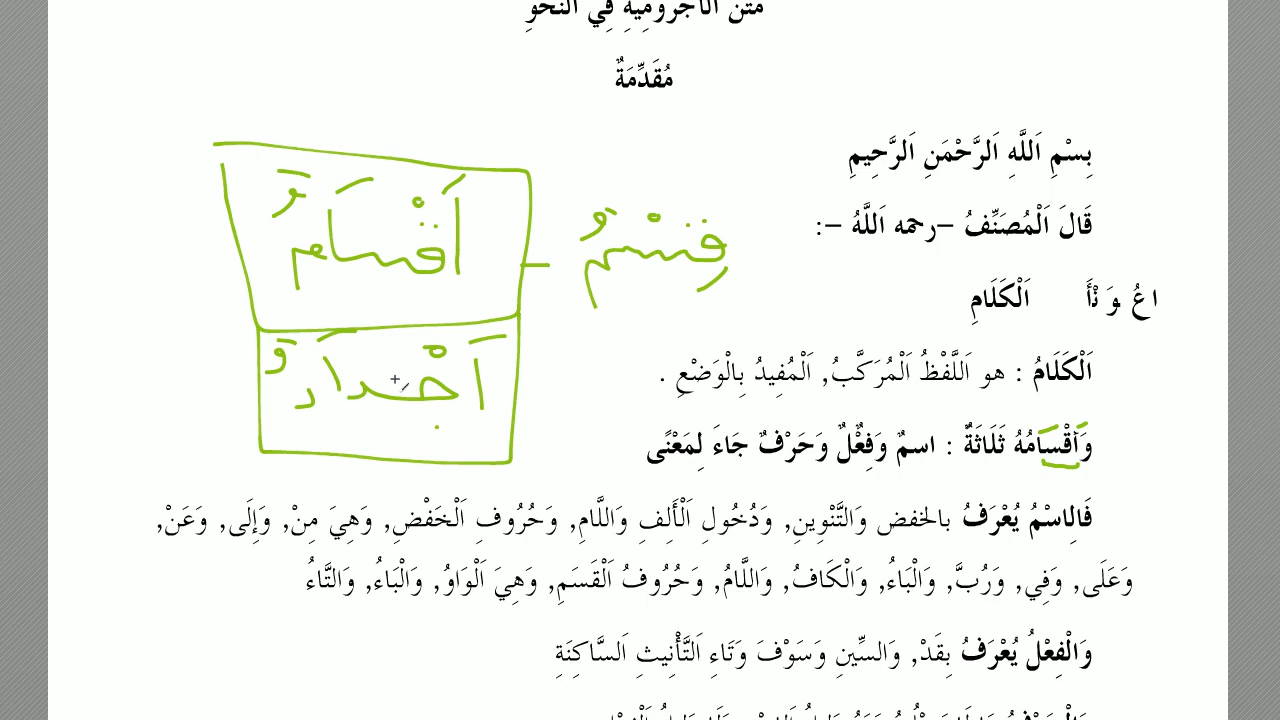 متن الآجرومية في النحو
مُقَدِّمَةٌ
بِسْمِ اَللَّهِ اَلرَّحْمَنِ اَلرَّحِيمِ
قَالَ اَلْمُصَنِّفُ –رحمه اَللَّهُ –:
أَنْوَاعُ اَلْكَلَامِ
قِسْمٌ – أَقْسَامٌ
أَجْدَادٌ
اَلْكَلَامُ : هو اَللَّفْظُ اَلْمُرَكَّبُ, اَلْمُفِيدُ بِالْوَضْعِ .
وَأَقْسَامُهُ ثَلَاثَةٌ : اسمٌ وَفِعْلٌ وَحَرْفٌ جَاءَ لِمَعْنًى
فَالِاسْمُ يُعْرَفُ بالخفض وَالتَّنْوِينِ, وَدُخُولِ اَلْأَلِفِ وَاللَّامِ, وَحُرُوفِ اَلْخَفْضِ, وَهِيَ مِنْ, وَإِلَى, وَعَنْ,
وَعَلَى, وَفِي, وَرُبَّ, وَالْبَاءُ, وَالْكَافُ, وَاللَّامُ, وَحُرُوفُ اَلْقَسَمِ, وَهِيَ اَلْوَاوُ, وَالْبَاءُ, وَالتَّاءُ
وَالْفِعْلُ يُعْرَفُ بِقَدْ, وَالسِّينِ وَسَوْفَ وَتَاءِ اَلتَّأْنِيثِ اَلسَّاكِنَةِ